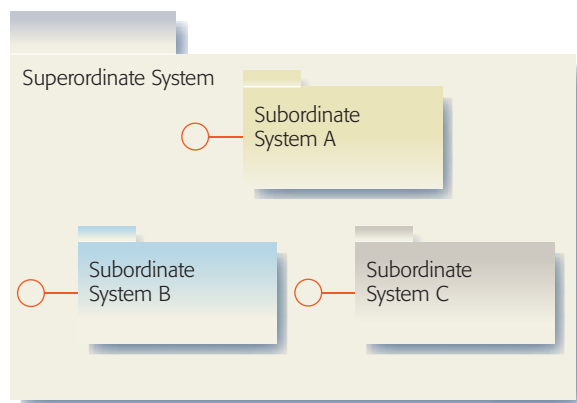 Superordinate System
Subordinate
System A
Subordinate
System B
Subordinate
System C